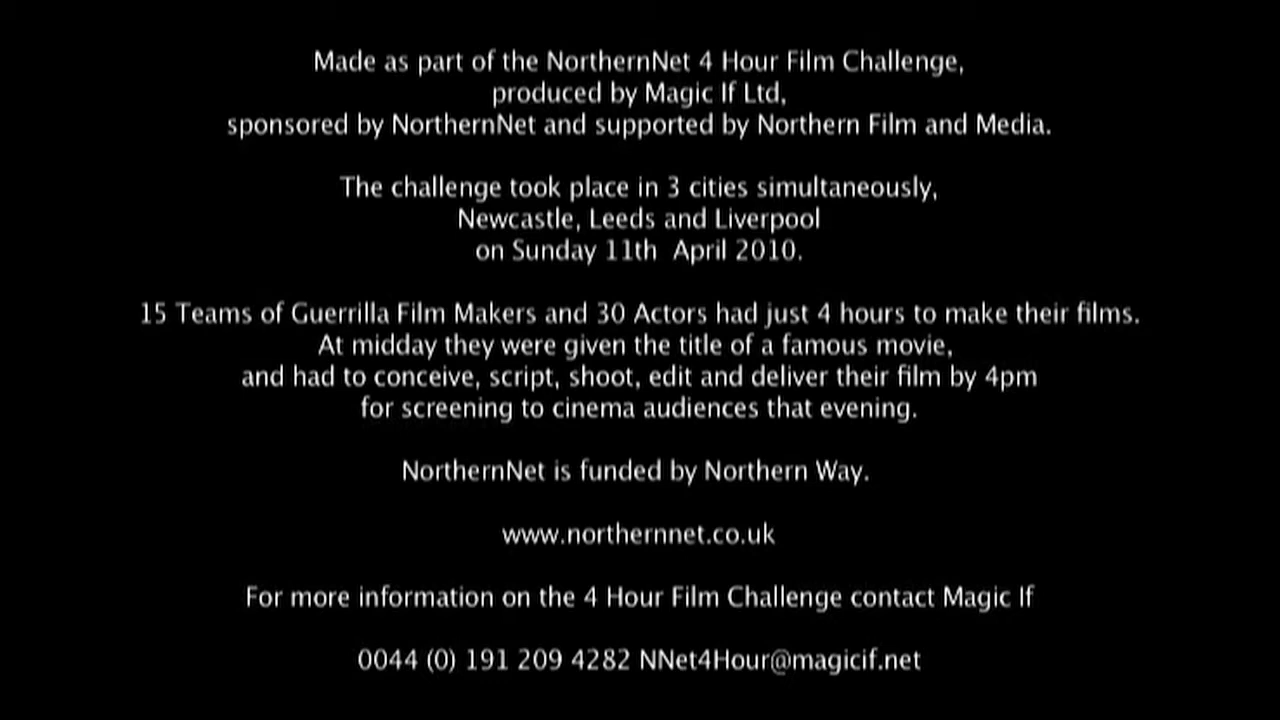 Made as part of the NorthernNet 4 Hour Film Challenge,
produced by Magic If Ltd,
sponsored by NorthernNet and supported by Northern Film and Media.
The challenge took place in 3 cities simultaneously,
Newcastle, Leeds and Liverpool
on Sunday 11th  April 2010.
15 Teams of Guerrilla Film Makers and 30 Actors had just 4 hours to make their films.
At midday they were given the title of a famous movie,
and had to conceive, script, shoot, edit and deliver their film by 4pm
for screening to cinema audiences that evening.
NorthernNet is funded by Northern Way.
www.northernnet.co.uk
For more information on the 4 Hour Film Challenge contact Magic If
0044 (0) 191 209 4282 NNet4Hour@magicif.net